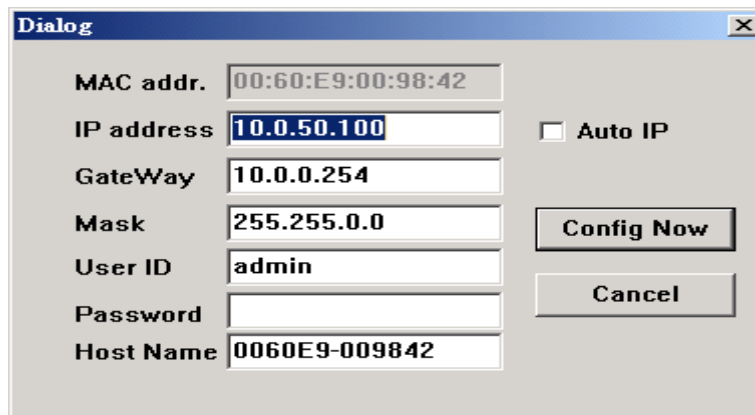 Dialog
MAC addr. 00:60:E9:00:98:42
IP address 10.0.50.100 Auto IP
GateWay 10.0.0.254
Mask 255.255.0.0 Config Now
User ID admin
Cancel
Password
Host Name 0060E9-009842